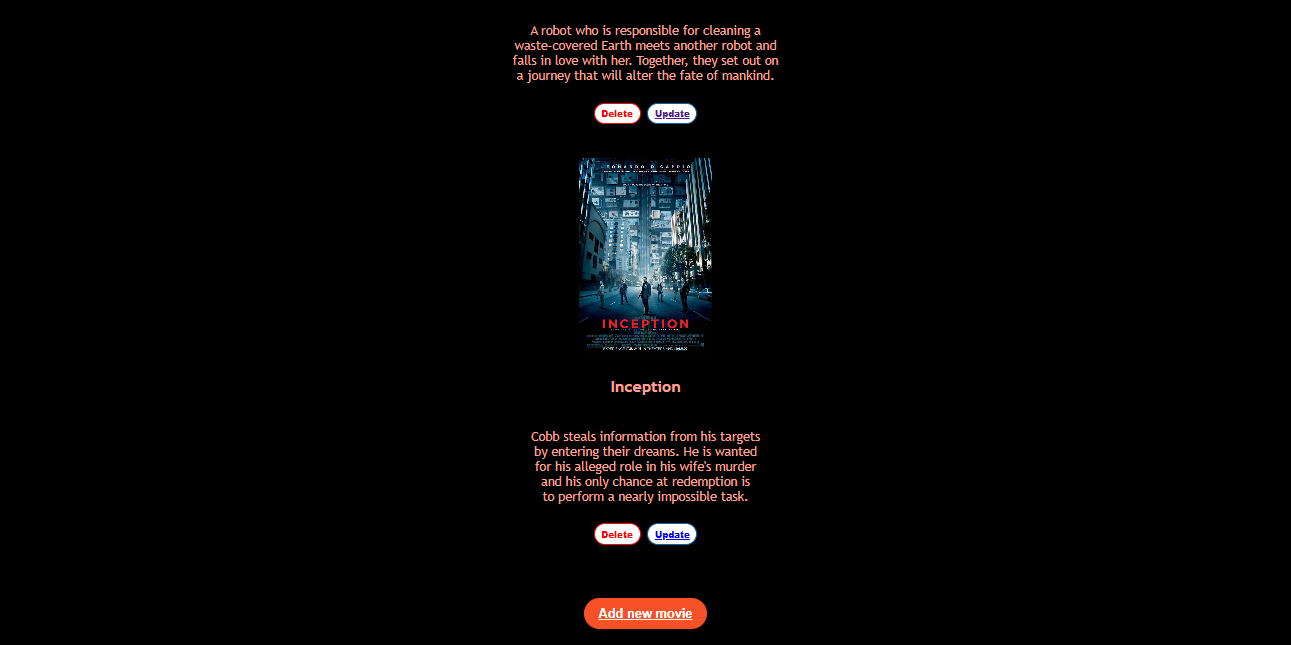 A robot who is responsible for cleaning a
waste-covered Earth meets another robot and
falls in love with her. Together, they set out on
a journey that will alter the fate of mankind.
Delete Update
INCEPTION
Inception
Cobb steals information from his targets
by entering their dreams. He is wanted
for his alleged role in his wife's murder
and his only chance at redemption is
to perform a nearly impossible task.
Delete Update
Add new movie